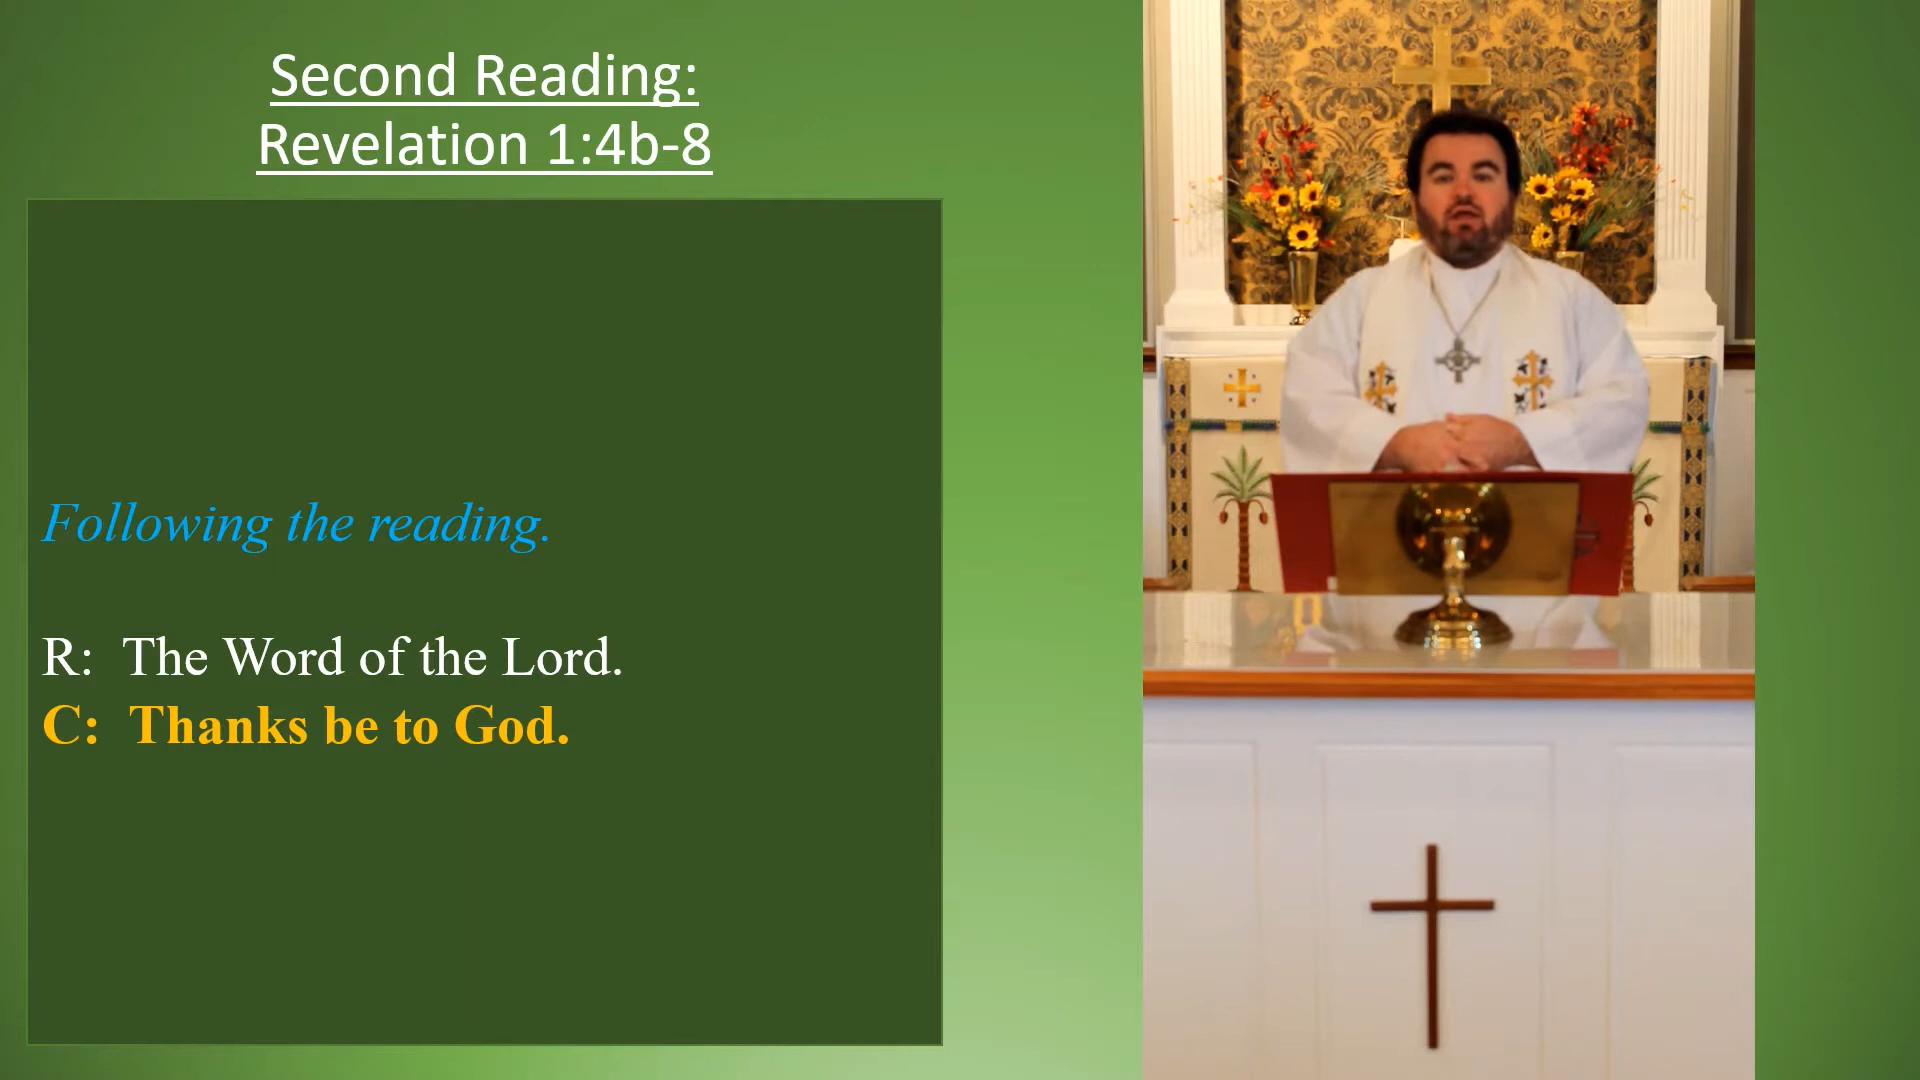 Second Reading:
Revelation 1:4b-8
Following the reading.
R: The Word of the Lord.
C: Thanks be to God.